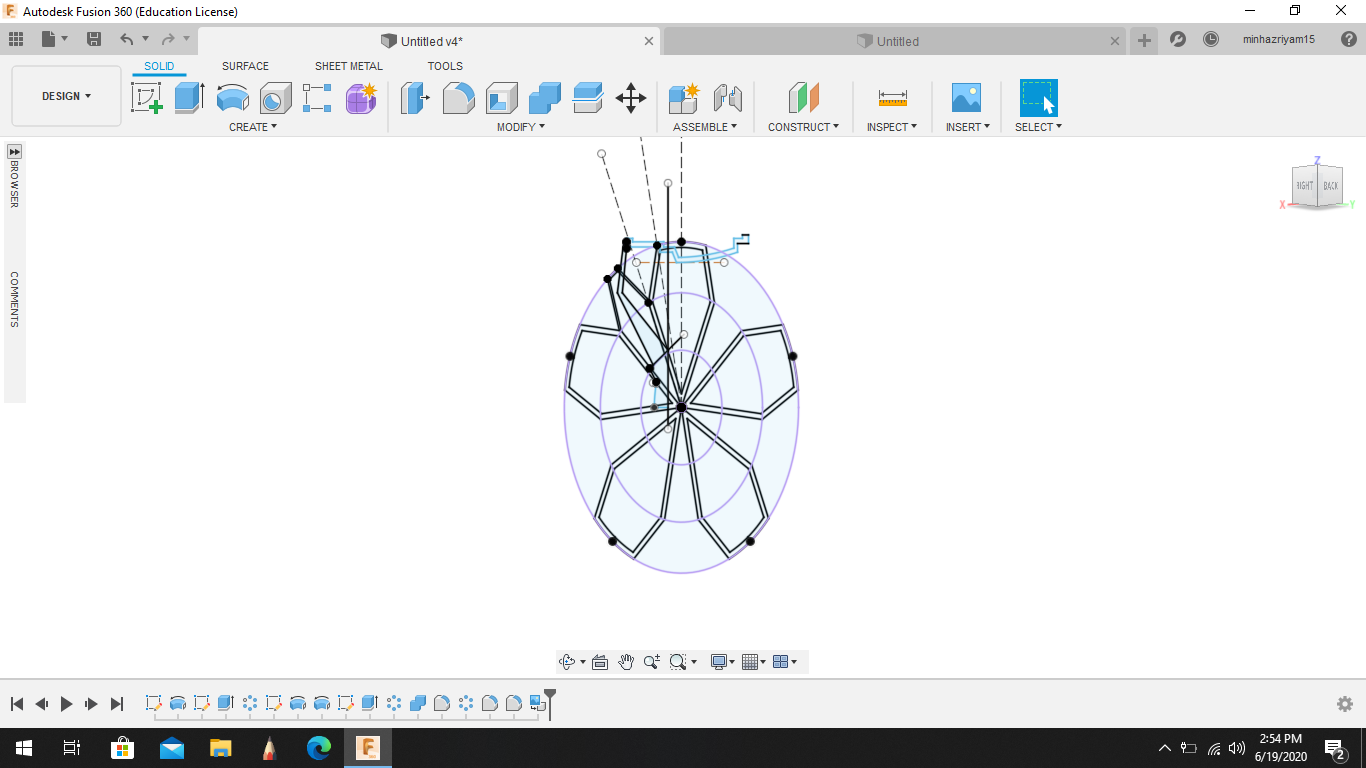 Autodesk Fusion 360 (Education License)
Untitled v4*
Untitled
minhazriyam15
DESIGN
SOLID
SURFACE
SHEET METAL
TOOLS
CREATE
MODIFY
ASSEMBLE
CONSTRUCT
INSPECT
INSERT
SELECT
BROWSER
COMMENTS
Z
RIGHT
BACK
X
Y
2:54 PM
6/19/2020
2